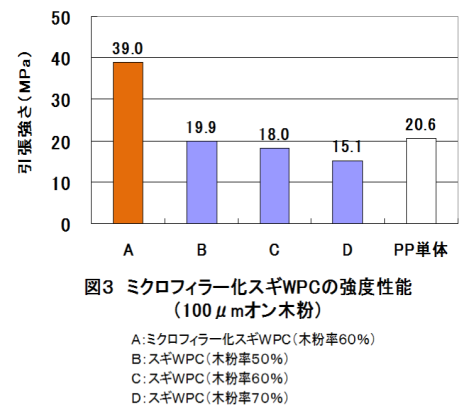 50
40
30
20
10
0
引張強さ(MPa)
39.0
19.9
18.0
15.1
20.6
A
B
C
D
PP単体
図3 ミクロフィラー化スギWPCの強度性能
(100μmオン木粉)
A:ミクロフィラー化スギWPC(木粉率60%)
B:スギWPC(木粉率50%)
C:スギWPC(木粉率60%)
D:スギWPC(木粉率70%)